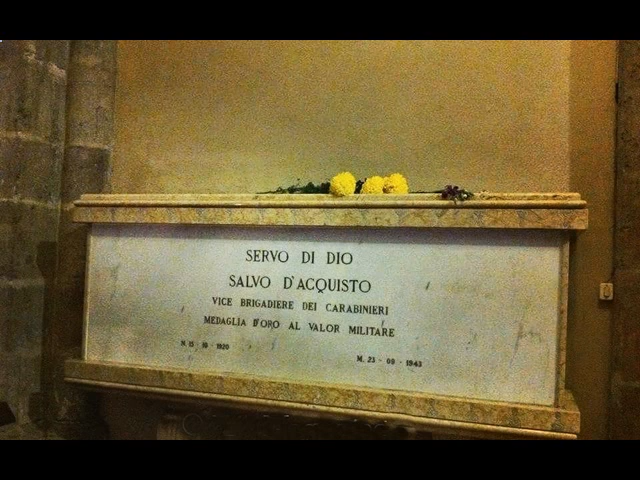 SERVO DI DIO
SALVO D'ACQUISTO
VICE BRIGADIERE DEI CARABINIERI
MEDAGLIA D'ORO AL VALOR MILITARE
N. 15 - 10 - 1920
M. 23 - 09 - 1943